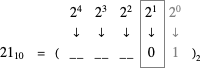 2⁴ 2³ 2² 2¹ 2⁰
↓ ↓ ↓ ↓ ↓
21₁₀ = ( __ __ __ 0 1 )₂